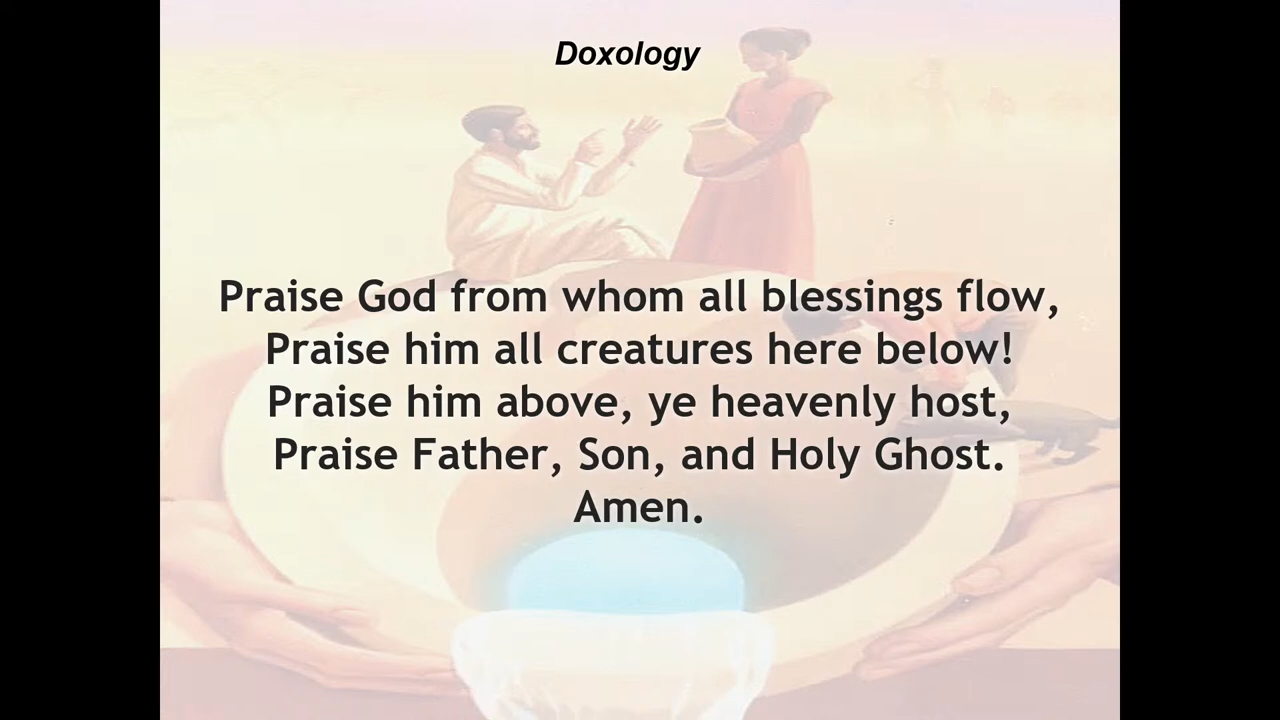 Doxology
Praise God from whom all blessings flow,
Praise him all creatures here below!
Praise him above, ye heavenly host,
Praise Father, Son, and Holy Ghost.
Amen.